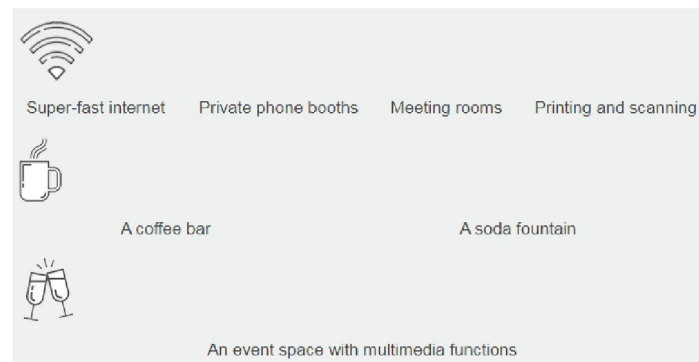 Super-fast internet Private phone booths Meeting rooms Printing and scanning
A coffee bar A soda fountain
An event space with multimedia functions